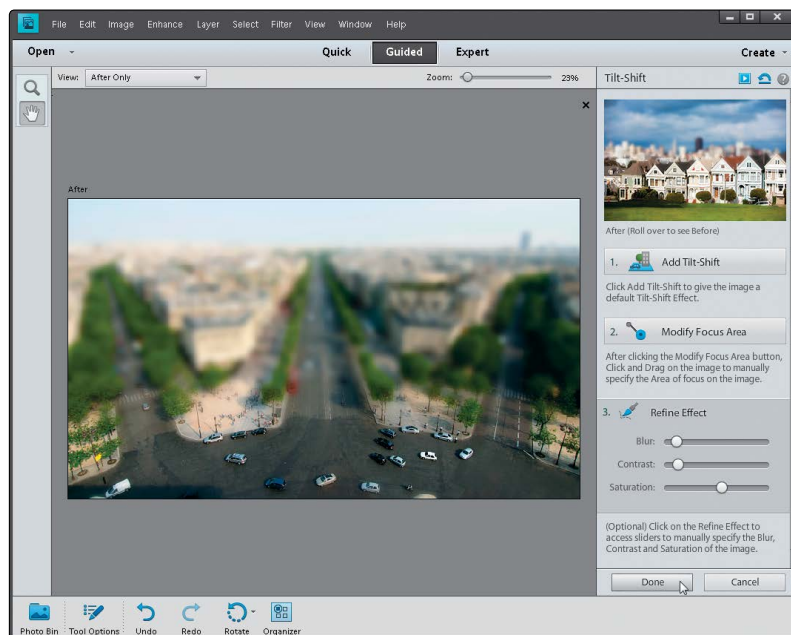 File Edit Image Enhance Layer Select Filter View Window Help
Open Quick Guided Expert Create
View: After Only Zoom: 23% Tilt-Shift
After
After (Roll over to see Before)
1. Add Tilt-Shift
Click Add Tilt-Shift to give the image a
default Tilt-Shift Effect.
2. Modify Focus Area
After clicking the Modify Focus Area button,
Click and Drag on the image to manually
specify the Area of focus on the image.
3. Refine Effect
Blur:
Contrast:
Saturation:
(Optional) Click on the Refine Effect to
access sliders to manually specify the Blur,
Contrast and Saturation of the image.
Done Cancel
Photo Bin Tool Options Undo Redo Rotate Organizer